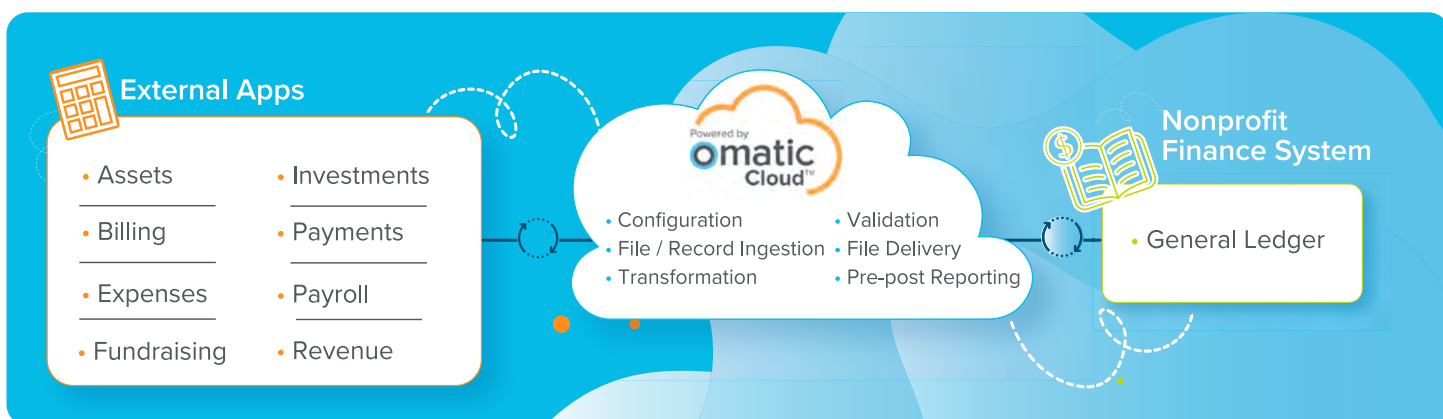 External Apps
• Assets
• Billing
• Expenses
• Fundraising
• Investments
• Payments
• Payroll
• Revenue
Powered by
omatic
Cloud™
• Configuration
• File / Record Ingestion
• Transformation
• Validation
• File Delivery
• Pre-post Reporting
$
Nonprofit
Finance System
• General Ledger